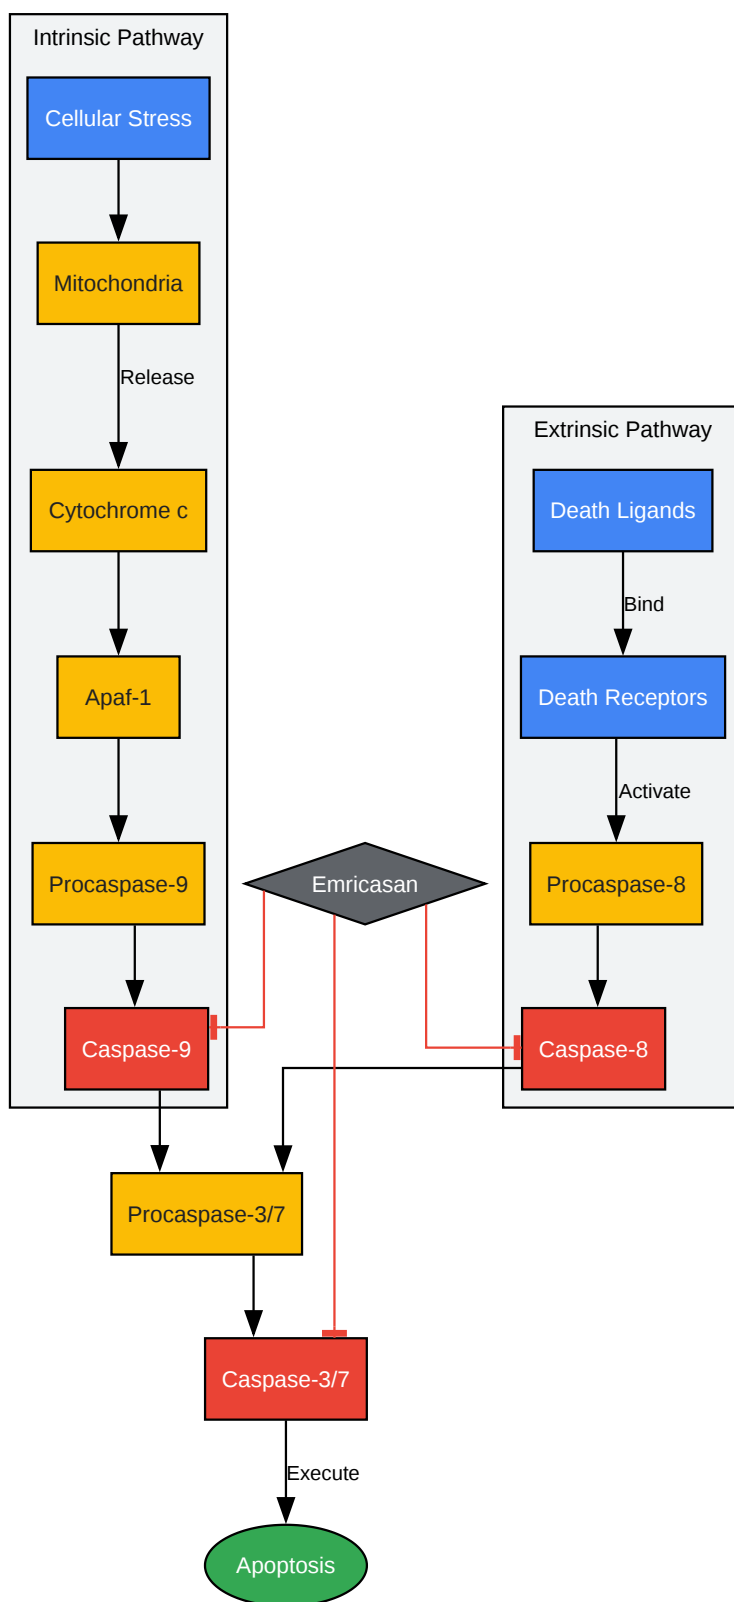 Intrinsic Pathway
Cellular Stress
Mitochondria
Release
Cytochrome c
Apaf-1
Procaspase-9
Caspase-9
Extrinsic Pathway
Death Ligands
Bind
Death Receptors
Activate
Procaspase-8
Caspase-8
Emricasan
Procaspase-3/7
Caspase-3/7
Execute
Apoptosis